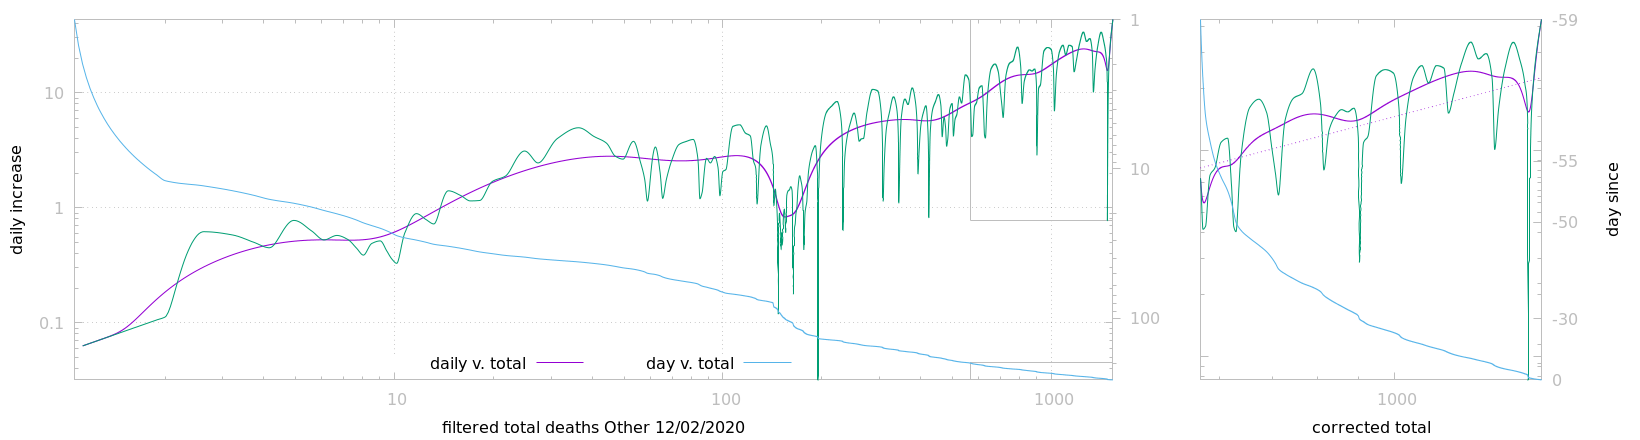 daily increase
10
1
0.1
1
10
100
daily v. total
day v. total
10
100
1000
filtered total deaths Other 12/02/2020
-59
-55
-50
-30
0
day since
1000
corrected total